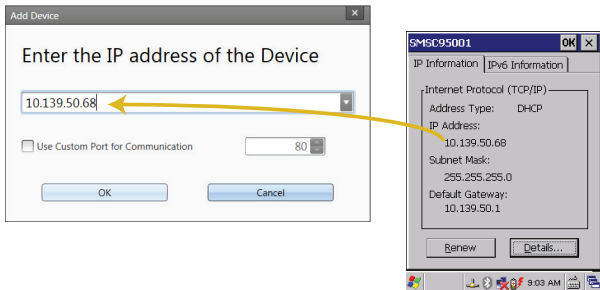 Add Device
Enter the IP address of the Device
10.139.50.68
Use Custom Port for Communication
80
OK
Cancel
SMSC95001
OK
IP Information
IPv6 Information
Internet Protocol (TCP/IP)
Address Type: DHCP
IP Address:
10.139.50.68
Subnet Mask:
255.255.255.0
Default Gateway:
10.139.50.1
Renew
Details...
9:03 AM